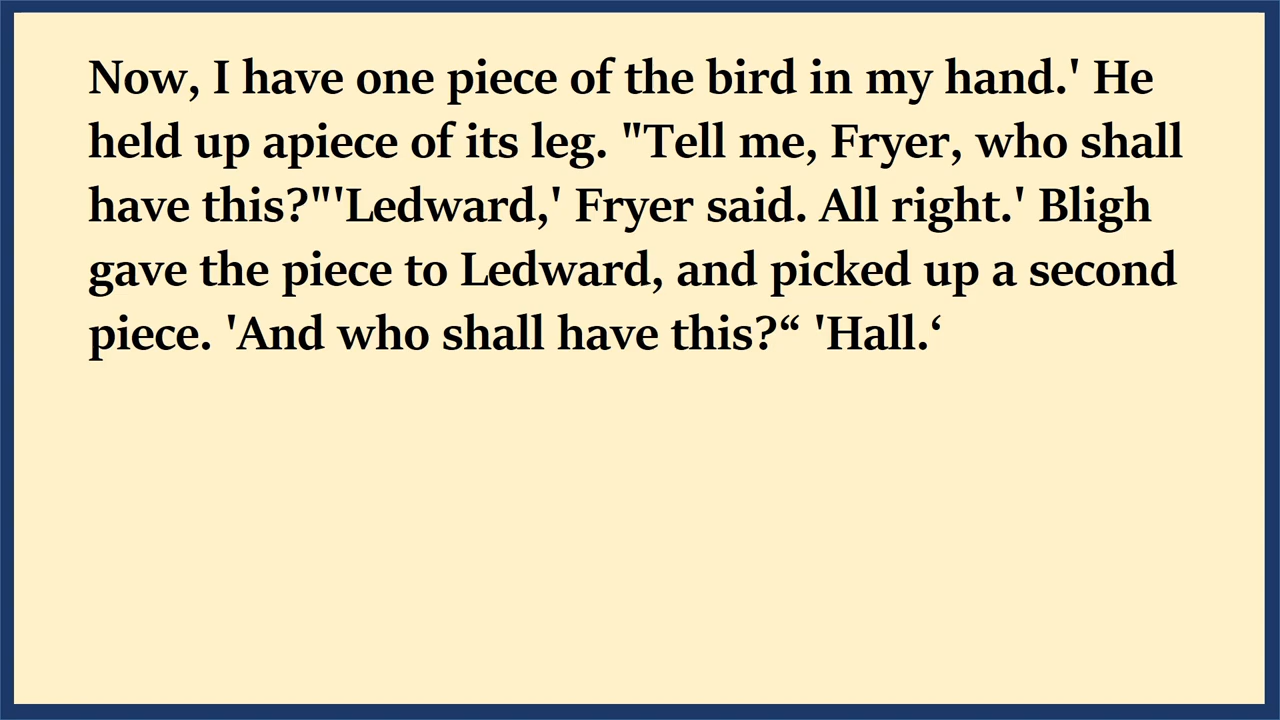 Now, I have one piece of the bird in my hand.' He
held up apiece of its leg. "Tell me, Fryer, who shall
have this?"'Ledward,' Fryer said. All right.' Bligh
gave the piece to Ledward, and picked up a second
piece. 'And who shall have this?“ 'Hall.‘